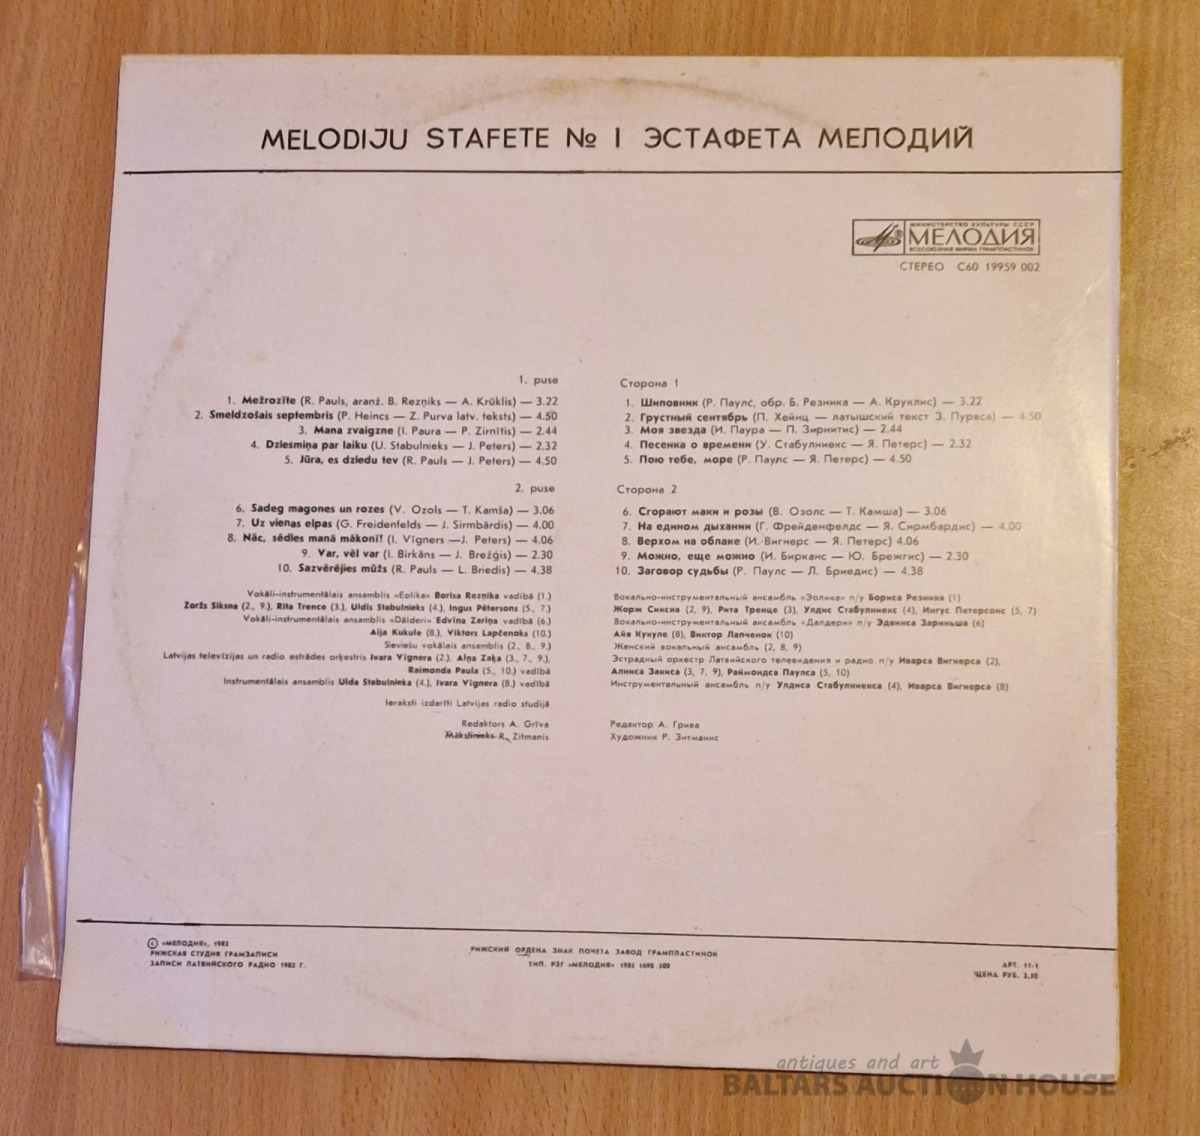 MELODIJU STAFETE № I ЭСТАФЕТА МЕЛОДИЙ
МИНИСТЕРСТВО КУЛЬТУРЫ СССР
МЕЛОДИЯ
ВСЕСОЮЗНАЯ ФИРМА ГРАМПЛАСТИНОК
СТЕРЕО С60 19959 002
1. puse
1. Mežrozīte (R. Pauls, aranž. B. Rezņiks — A. Krūklis) — 3.22
2. Smeldzošais septembris (P. Heincs — Z. Purva latv. teksts) — 4.50
3. Mana zvaigzne (I. Paura — P. Zirnītis) — 2.44
4. Dziesmiņa par laiku (U. Stabulnieks — J. Peters) — 2.32
5. Jūra, es dziedu tev (R. Pauls — J. Peters) — 4.50
2. puse
6. Sadeg magones un rozes (V. Ozols — T. Kamša) — 3.06
7. Uz vienas elpas (G. Freidenfelds — J. Sirmbārdis) — 4.00
8. Nāc, sēdies manā mākonī! (I. Vīgners —J. Peters) — 4.06
9. Var, vēl var (I. Birkāns — J. Brežģis) — 2.30
10. Sazvērējies mūžs (R. Pauls — L. Briedis) — 4.38
Vokāli-instrumentālais ansamblis «Eolika» Borisa Rezņika vadībā (1.)
Žoržs Siksna (2., 9.), Rita Trence (3.), Uldis Stabulnieks (4.), Ingus Pētersons (5., 7.)
Vokāli-instrumentālais ansamblis «Dālderi» Edvīna Zariņa vadībā (6.)
Aija Kukule (8.), Viktors Lapčenoks (10.)
Sieviešu vokālais ansamblis (2., 8., 9.)
Latvijas televīzijas un radio estrādes orķestris Ivara Vīgnera (2.), Alņa Zaķa (3., 7., 9.),
Raimonda Paula (5., 10.) vadībā
Instrumentālais ansamblis Ulda Stabulnieka (4.), Ivara Vīgnera (8.) vadībā
Ieraksti izdarīti Latvijas radio studijā
Redaktors A. Grīva
Mākslinieks R. Zitmanis
Сторона 1
1. Шиповник (Р. Паулс, обр. Б. Резника — А. Круклис) — 3.22
2. Грустный сентябрь (П. Хейнц — латышский текст З. Пурвса) — 4.50
3. Моя звезда (И. Паура — П. Зирнитис) — 2.44
4. Песенка о времени (У. Стабулниекс — Я. Петерс) — 2.32
5. Пою тебе, море (Р. Паулс — Я. Петерс) — 4.50
Сторона 2
6. Сгорают маки и розы (В. Озолс — Т. Камша) — 3.06
7. На едином дыхании (Г. Фрейденфелдс — Я. Сирмбардис) — 4.00
8. Верхом на облаке (И. Вигнерс — Я. Петерс) 4.06
9. Можно, еще можно (И. Бирканс — Ю. Брежгис) — 2.30
10. Заговор судьбы (Р. Паулс — Л. Бриедис) — 4.38
Вокально-инструментальный ансамбль «Эолика» п/у Бориса Резника (1)
Жорж Сиксна (2, 9), Рита Тренце (3), Улдис Стабулниекс (4), Ингус Петерсонс (5, 7)
Вокально-инструментальный ансамбль «Далдери» п/у Эдвинса Зариньша (6)
Айя Кукуле (8), Виктор Лапченок (10)
Женский вокальный ансамбль (2, 8, 9)
Эстрадный оркестр Латвийского телевидения и радио п/у Иварса Вигнерса (2),
Алниса Закиса (3, 7, 9), Раймондса Паулса (5, 10)
Инструментальный ансамбль п/у Улдиса Стабулниекса (4), Иварса Вигнерса (8)
Редактор А. Грива
Художник Р. Зитманис
© «МЕЛОДИЯ», 1983
РИЖСКАЯ СТУДИЯ ГРАМЗАПИСИ
ЗАПИСИ ЛАТВИЙСКОГО РАДИО 1982 Г.
РИЖСКИЙ ОРДЕНА ЗНАК ПОЧЕТА ЗАВОД ГРАМПЛАСТИНОК
ТИП. РЗГ «МЕЛОДИЯ» 1983 1690 500
АРТ. 11-1
ЦЕНА РУБ. 2,50
antiques and art
BALTARS AUCTION HOUSE